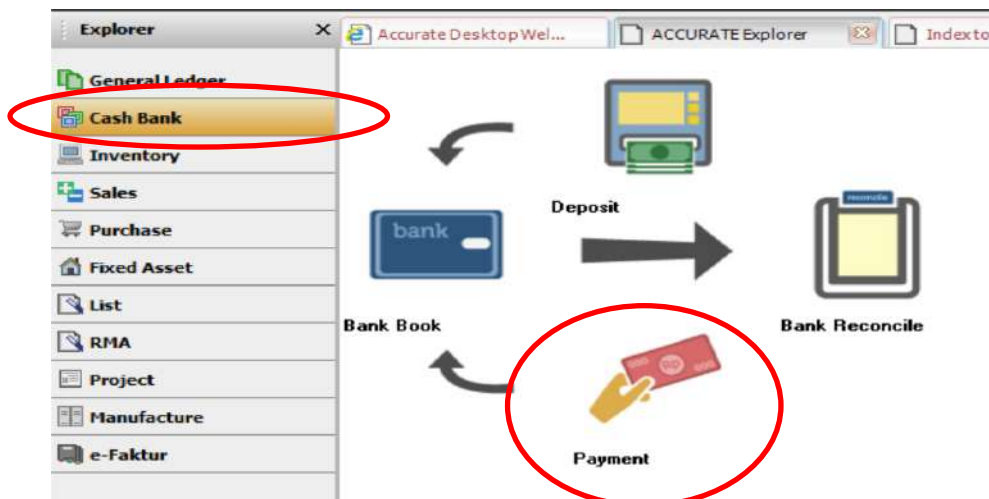 Explorer
Accurate Desktop Wel...
ACCURATE Explorer
Index to
General Ledger
Cash Bank
Inventory
Sales
Purchase
Fixed Asset
List
RMA
Project
Manufacture
e-Faktur
Deposit
bank
Bank Book
Bank Reconcile
Payment